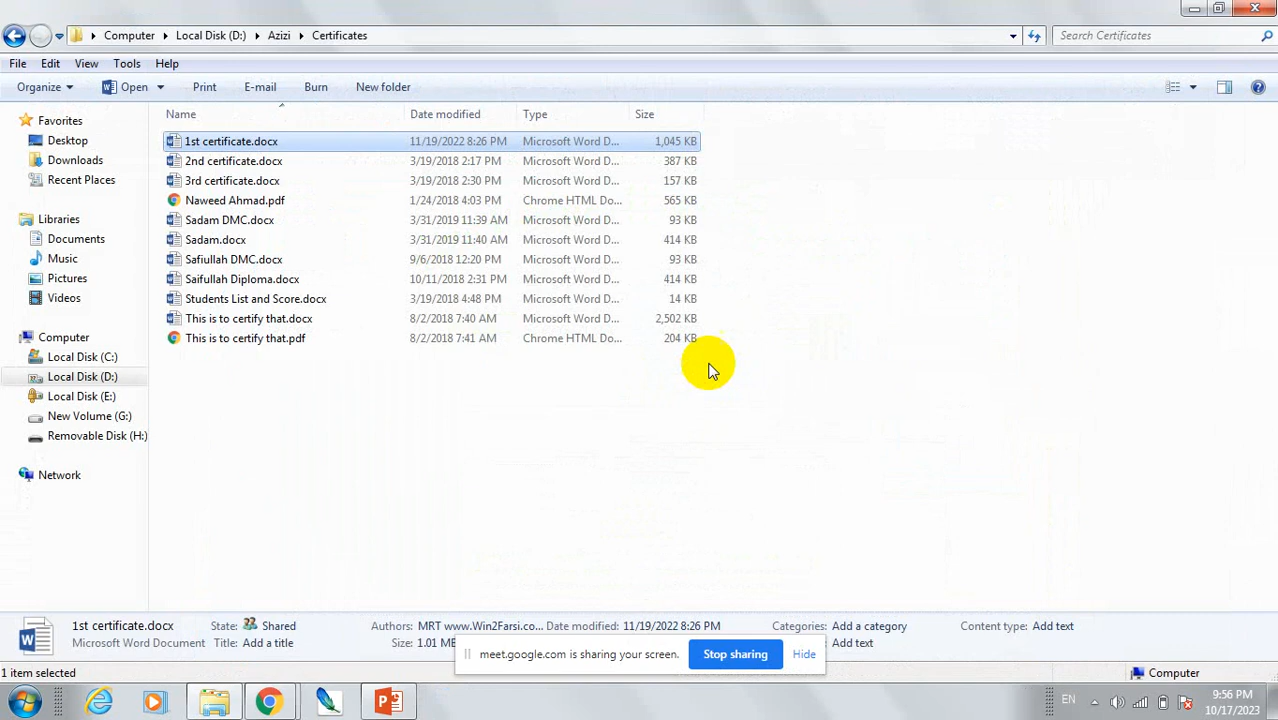 Computer Local Disk (D:) Azizi Certificates
Search Certificates
File Edit View Tools Help
Organize Open Print E-mail Burn New folder
Name Date modified Type Size
Favorites
Desktop
Downloads
Recent Places
Libraries
Documents
Music
Pictures
Videos
Computer
Local Disk (C:)
Local Disk (D:)
Local Disk (E:)
New Volume (G:)
Removable Disk (H:)
Network
1st certificate.docx 11/19/2022 8:26 PM Microsoft Word D... 1,045 KB
2nd certificate.docx 3/19/2018 2:17 PM Microsoft Word D... 387 KB
3rd certificate.docx 3/19/2018 2:30 PM Microsoft Word D... 157 KB
Naweed Ahmad.pdf 1/24/2018 4:03 PM Chrome HTML Do... 565 KB
Sadam DMC.docx 3/31/2019 11:39 AM Microsoft Word D... 93 KB
Sadam.docx 3/31/2019 11:40 AM Microsoft Word D... 414 KB
Safiullah DMC.docx 9/6/2018 12:20 PM Microsoft Word D... 93 KB
Saifullah Diploma.docx 10/11/2018 2:31 PM Microsoft Word D... 414 KB
Students List and Score.docx 3/19/2018 4:48 PM Microsoft Word D... 14 KB
This is to certify that.docx 8/2/2018 7:40 AM Microsoft Word D... 2,502 KB
This is to certify that.pdf 8/2/2018 7:41 AM Chrome HTML Do... 204 KB
1st certificate.docx State: Shared Authors: MRT www.Win2Farsi.co... Date modified: 11/19/2022 8:26 PM Categories: Add a category Content type: Add text
Microsoft Word Document Title: Add a title Size: 1.01 MB Add text
meet.google.com is sharing your screen. Stop sharing Hide
1 item selected Computer
EN 9:56 PM
10/17/2023